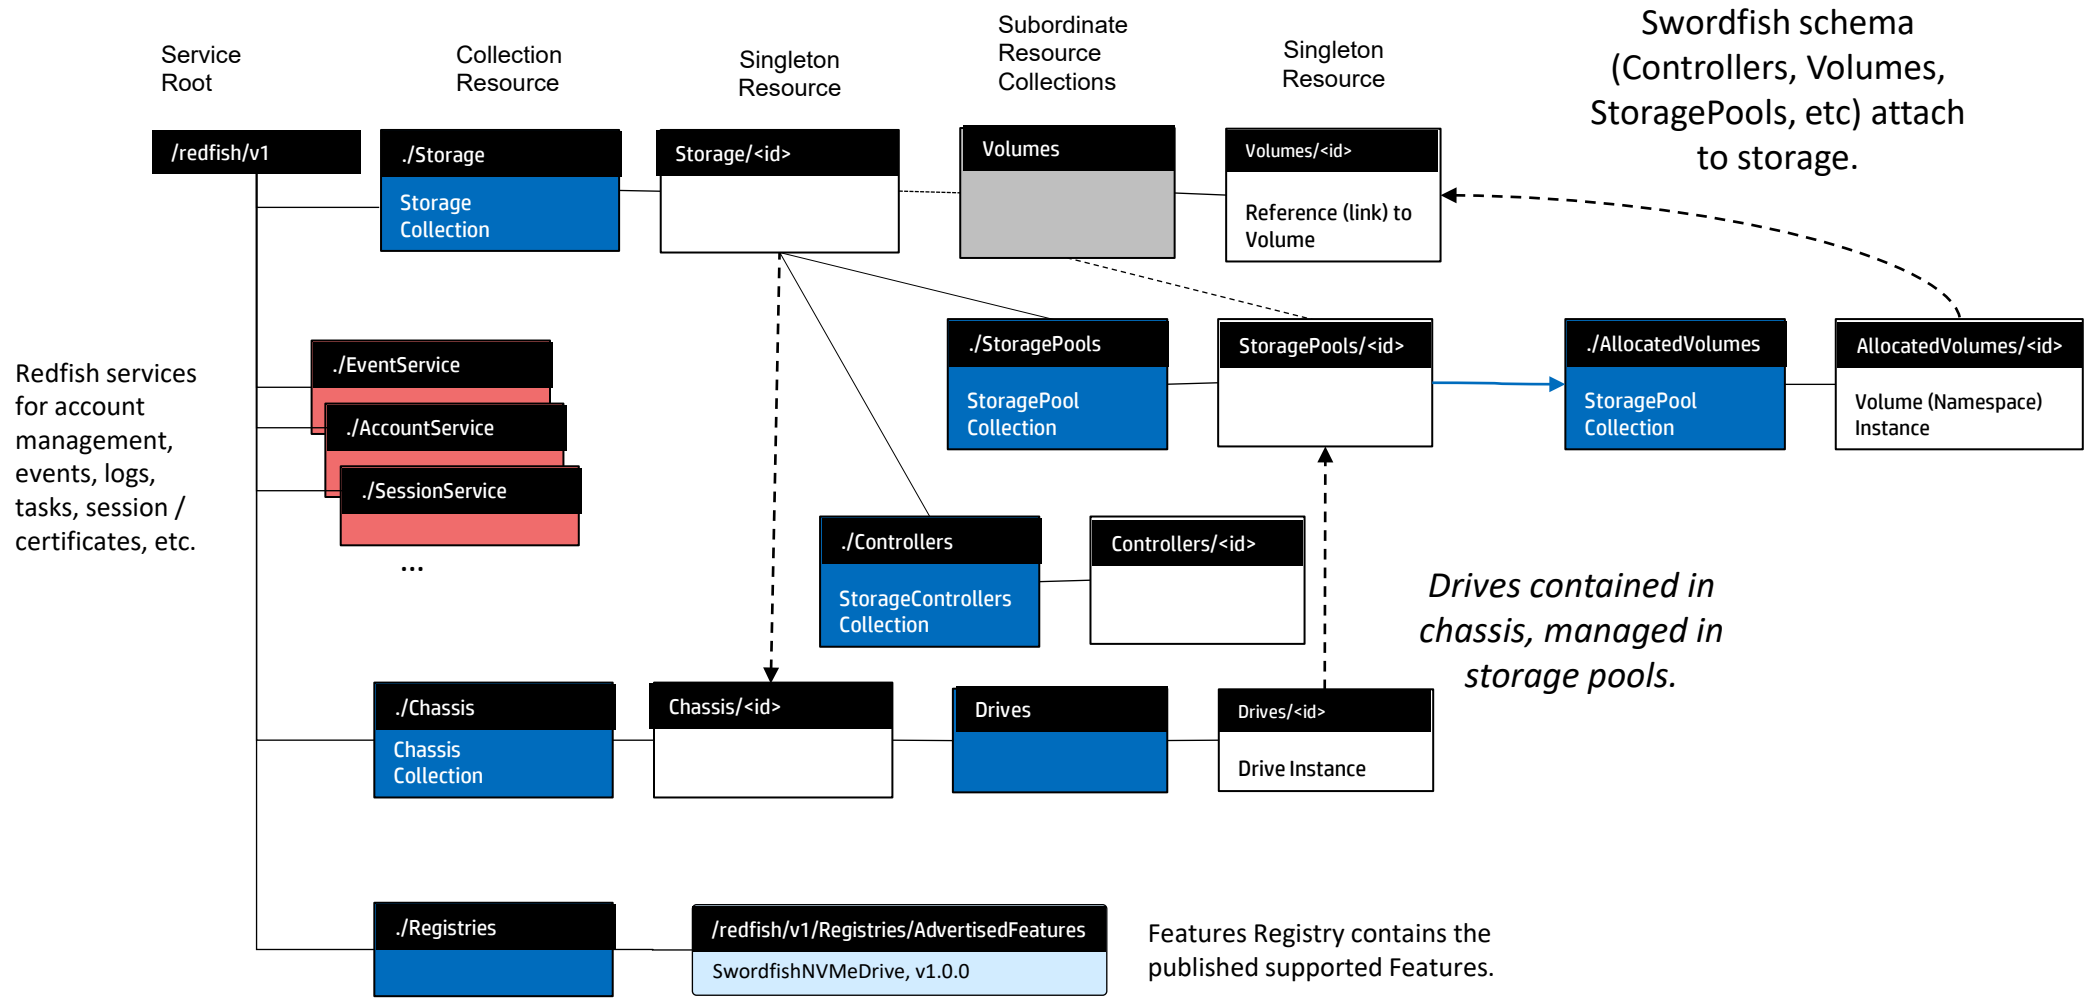 Service
Root
Collection
Resource
Singleton
Resource
Subordinate
Resource
Collections
Singleton
Resource
Swordfish schema
(Controllers, Volumes,
StoragePools, etc) attach
to storage.
/redfish/v1
./Storage
Storage
Collection
Storage/<id>
Volumes
Volumes/<id>
Reference (link) to
Volume
Redfish services
for account
management,
events, logs,
tasks, session /
certificates, etc.
./EventService
./AccountService
./SessionService
...
./StoragePools
StoragePool
Collection
StoragePools/<id>
./AllocatedVolumes
StoragePool
Collection
AllocatedVolumes/<id>
Volume (Namespace)
Instance
./Controllers
StorageControllers
Collection
Controllers/<id>
Drives contained in
chassis, managed in
storage pools.
./Chassis
Chassis
Collection
Chassis/<id>
Drives
Drives/<id>
Drive Instance
./Registries
/redfish/v1/Registries/AdvertisedFeatures
SwordfishNVMeDrive, v1.0.0
Features Registry contains the
published supported Features.